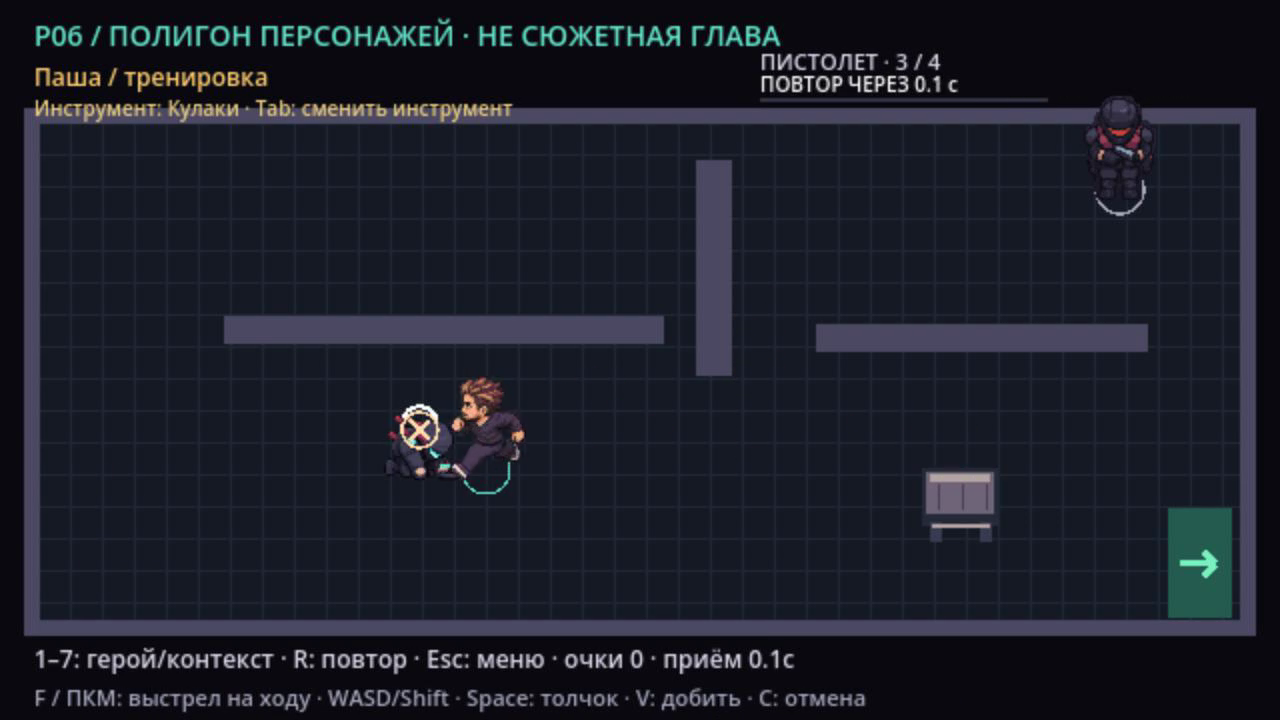 P06 / ПОЛИГОН ПЕРСОНАЖЕЙ · НЕ СЮЖЕТНАЯ ГЛАВА
ПИСТОЛЕТ · 3 / 4
Паша / тренировка
ПОВТОР ЧЕРЕЗ 0.1 с
Инструмент: Кулаки · Tab: сменить инструмент
1–7: герой/контекст · R: повтор · Esc: меню · очки 0 · приём 0.1с
F / ПКМ: выстрел на ходу · WASD/Shift · Space: толчок · V: добить · C: отмена